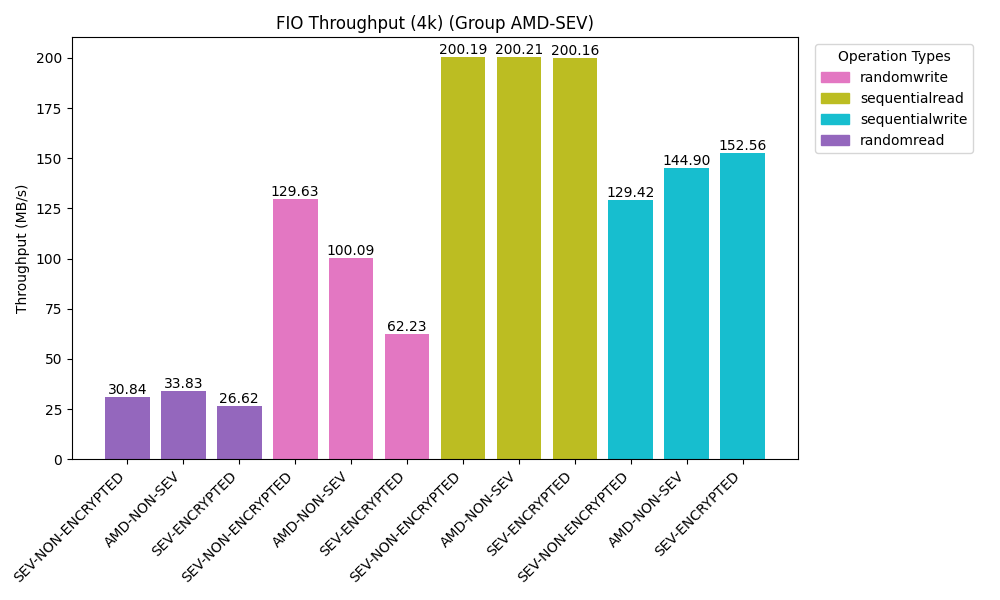 FIO Throughput (4k) (Group AMD-SEV)
Throughput (MB/s)
200
175
150
125
100
75
50
25
0
30.84
33.83
26.62
129.63
100.09
62.23
200.19
200.21
200.16
129.42
144.90
152.56
SEV-NON-ENCRYPTED
AMD-NON-SEV
SEV-ENCRYPTED
SEV-NON-ENCRYPTED
AMD-NON-SEV
SEV-ENCRYPTED
SEV-NON-ENCRYPTED
AMD-NON-SEV
SEV-ENCRYPTED
SEV-NON-ENCRYPTED
AMD-NON-SEV
SEV-ENCRYPTED
Operation Types
randomwrite
sequentialread
sequentialwrite
randomread